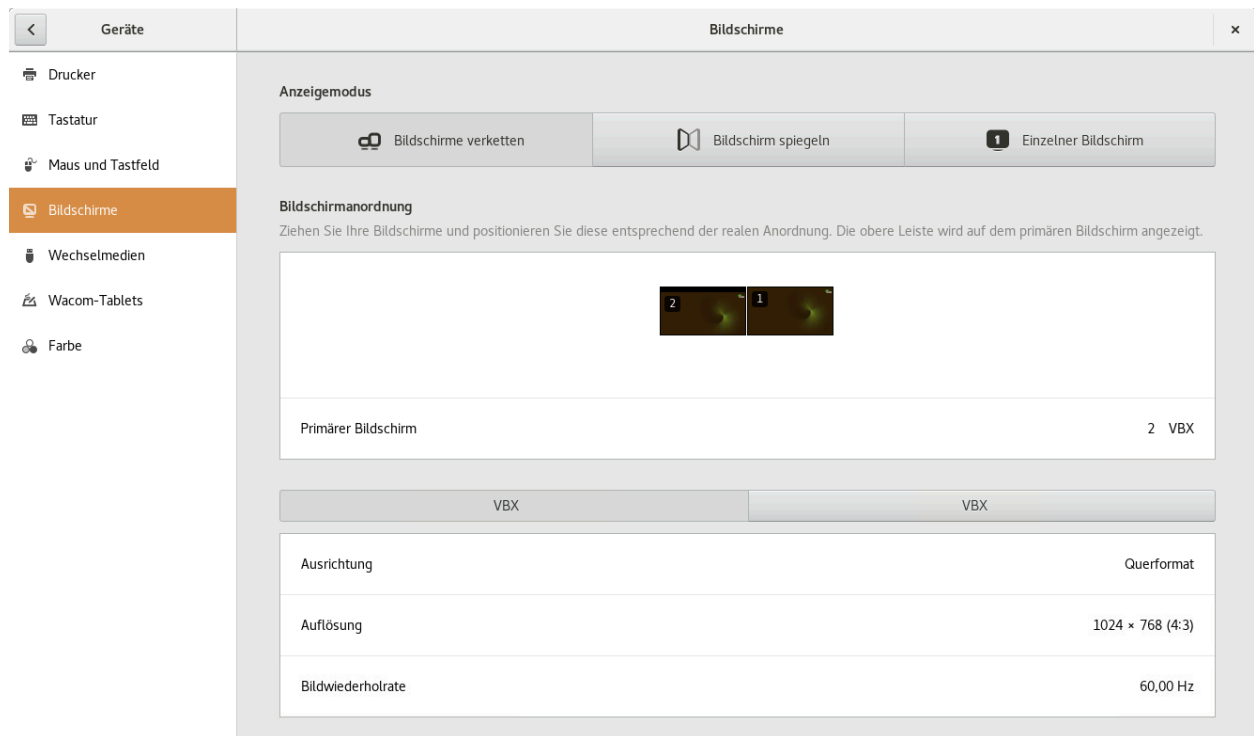 Geräte
Bildschirme
Drucker
Tastatur
Maus und Tastfeld
Bildschirme
Wechselmedien
Wacom-Tablets
Farbe
Anzeigemodus
Bildschirme verketten
Bildschirm spiegeln
1 Einzelner Bildschirm
Bildschirmanordnung
Ziehen Sie Ihre Bildschirme und positionieren Sie diese entsprechend der realen Anordnung. Die obere Leiste wird auf dem primären Bildschirm angezeigt.
2 1
Primärer Bildschirm 2 VBX
VBX VBX
Ausrichtung Querformat
Auflösung 1024 × 768 (4:3)
Bildwiederholrate 60,00 Hz